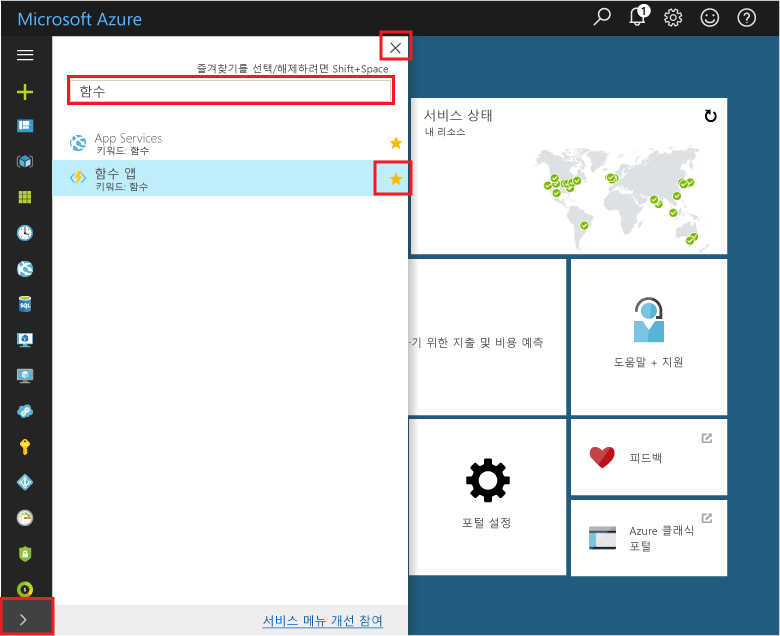 Microsoft Azure
1
즐겨찾기를 선택/해제하려면 Shift+Space
함수
App Services
키워드: 함수
함수 앱
키워드: 함수
서비스 상태
내 리소스
기 위한 지출 및 비용 예측
도움말 + 지원
포털 설정
피드백
Azure 클래식
포털
SQL
서비스 메뉴 개선 참여